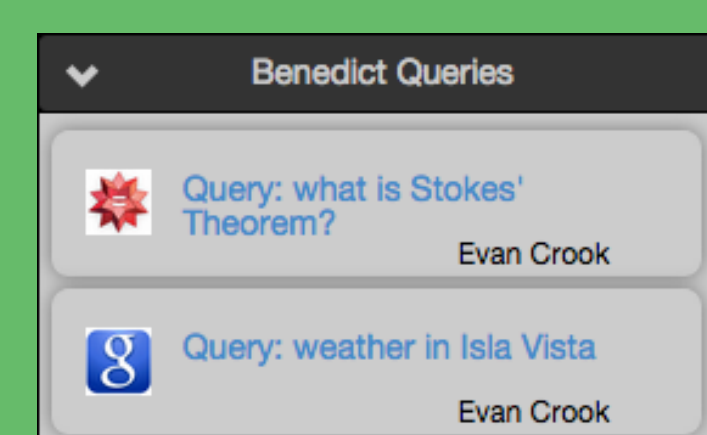 Benedict Queries
Query: what is Stokes'
Theorem?
Evan Crook
g
Query: weather in Isla Vista
Evan Crook